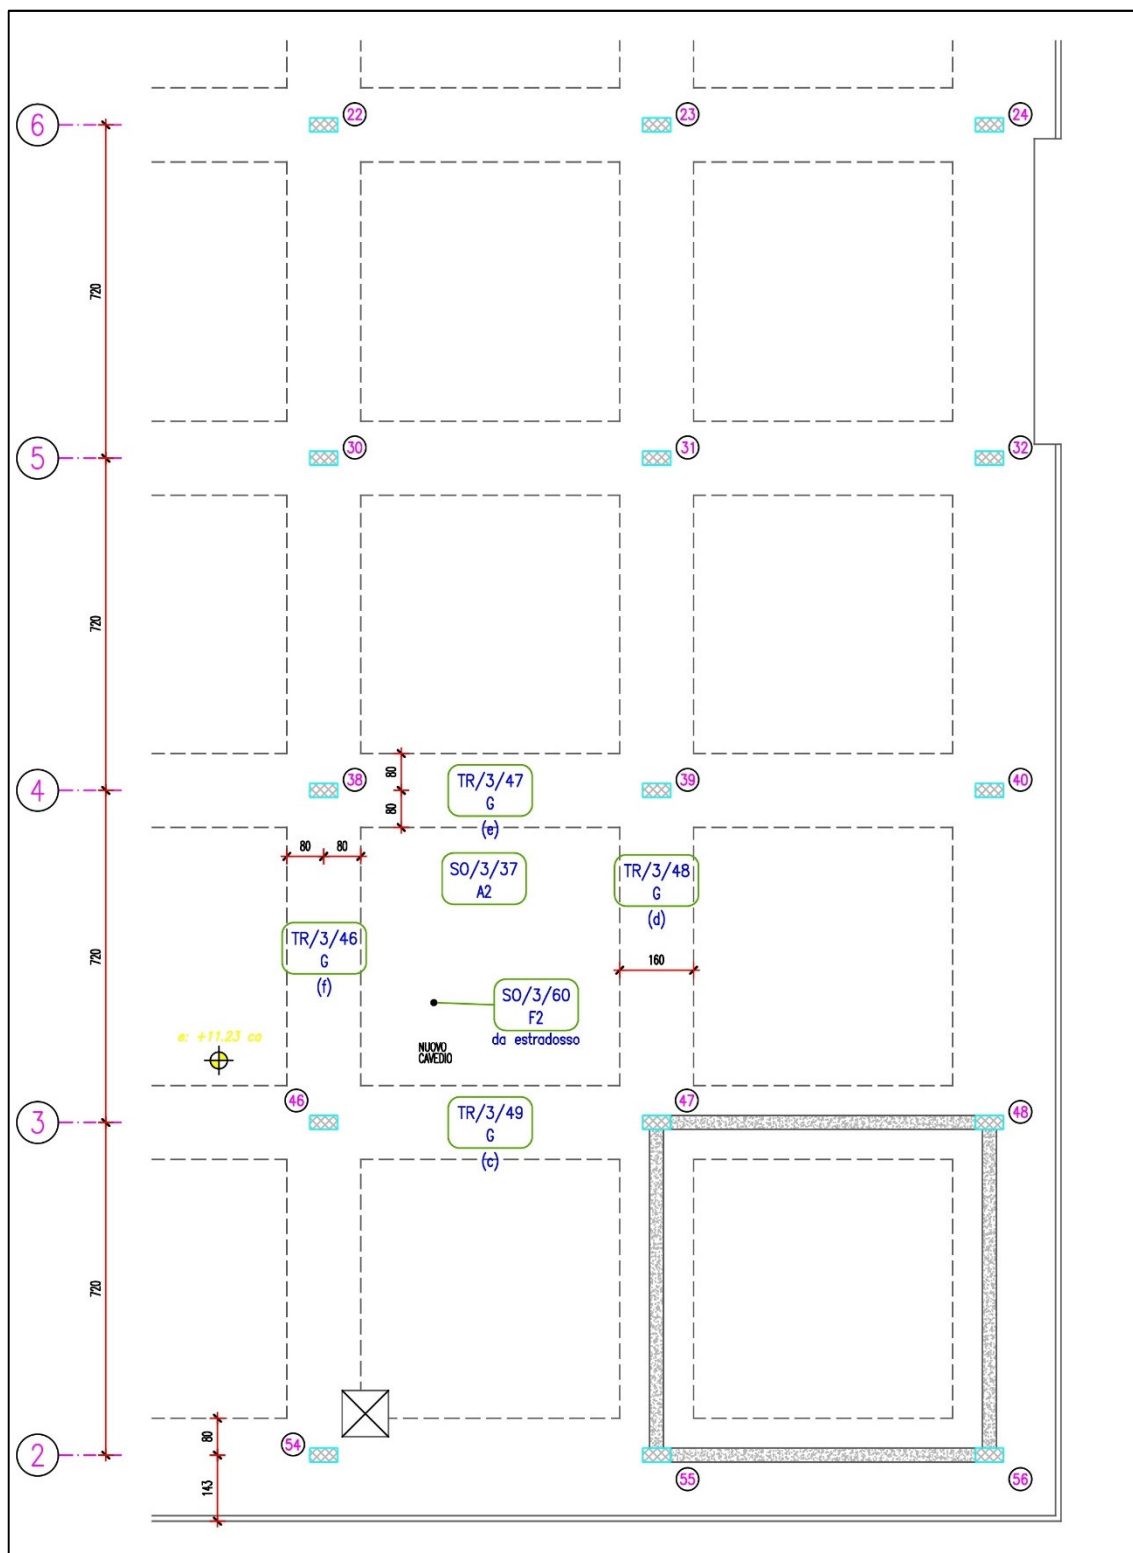 6
22
23
24
720
5
30
31
32
720
4
38
39
40
80
80
TR/3/47
G
(e)
80
80
SO/3/37
A2
TR/3/48
G
(d)
TR/3/46
G
(f)
160
720
SO/3/60
F2
da estradosso
e: +11.23 ca
NUOVO
CAVEDIO
3
46
47
48
TR/3/49
G
(c)
720
80
2
54
55
56
143